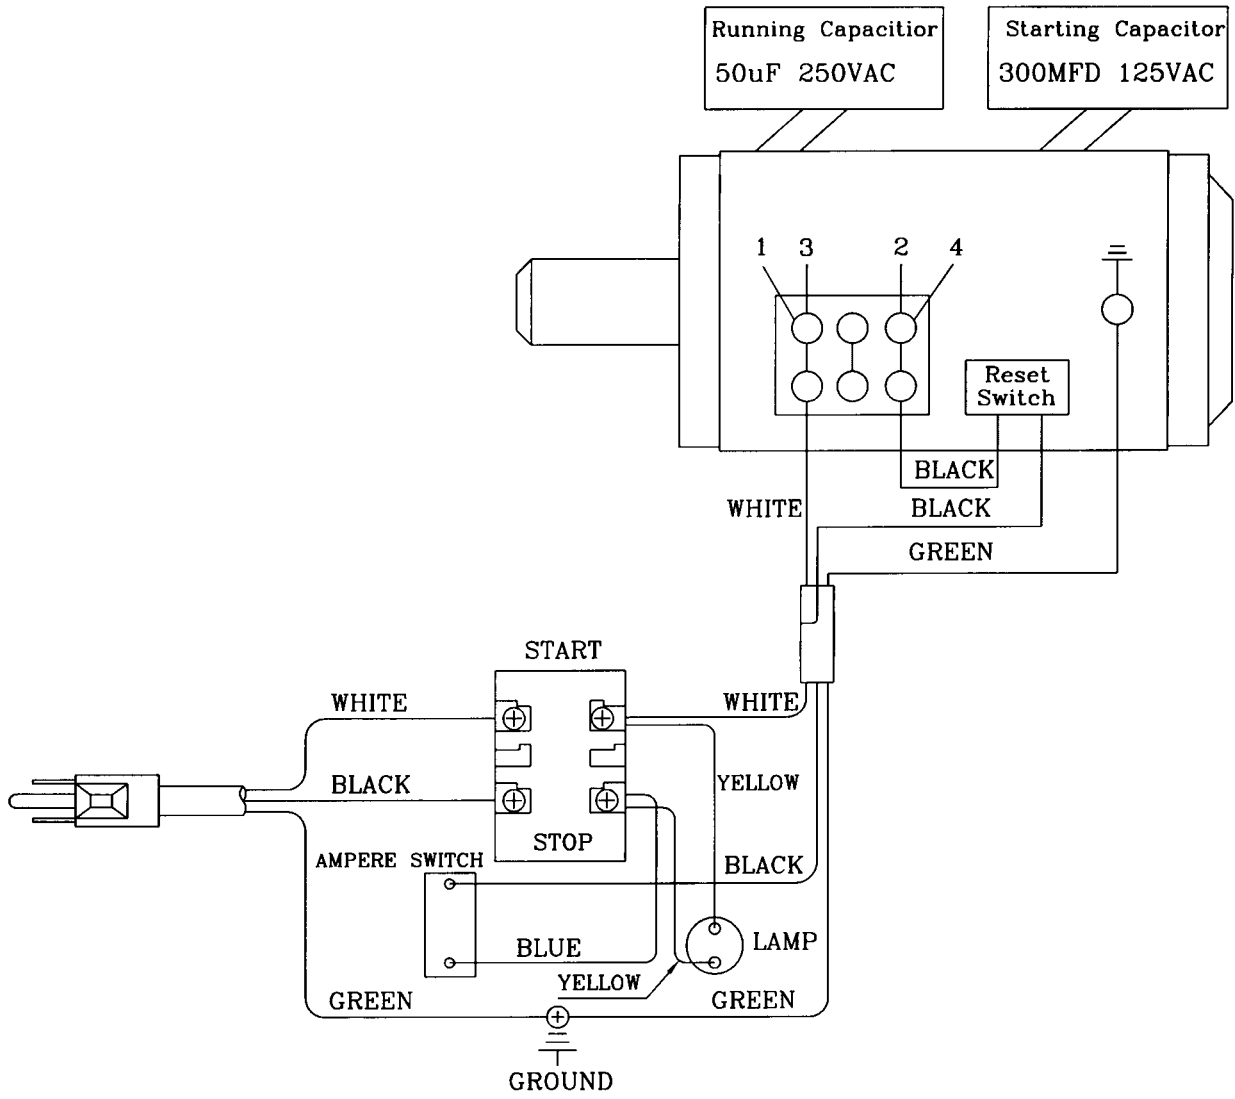 Running Capacitior
50uF 250VAC
Starting Capacitor
300MFD 125VAC
1 3 2 4
Reset
Switch
BLACK
WHITE
BLACK
GREEN
START
WHITE
WHITE
BLACK
YELLOW
STOP
AMPERE SWITCH
BLACK
BLUE
LAMP
YELLOW
GREEN
GREEN
GROUND